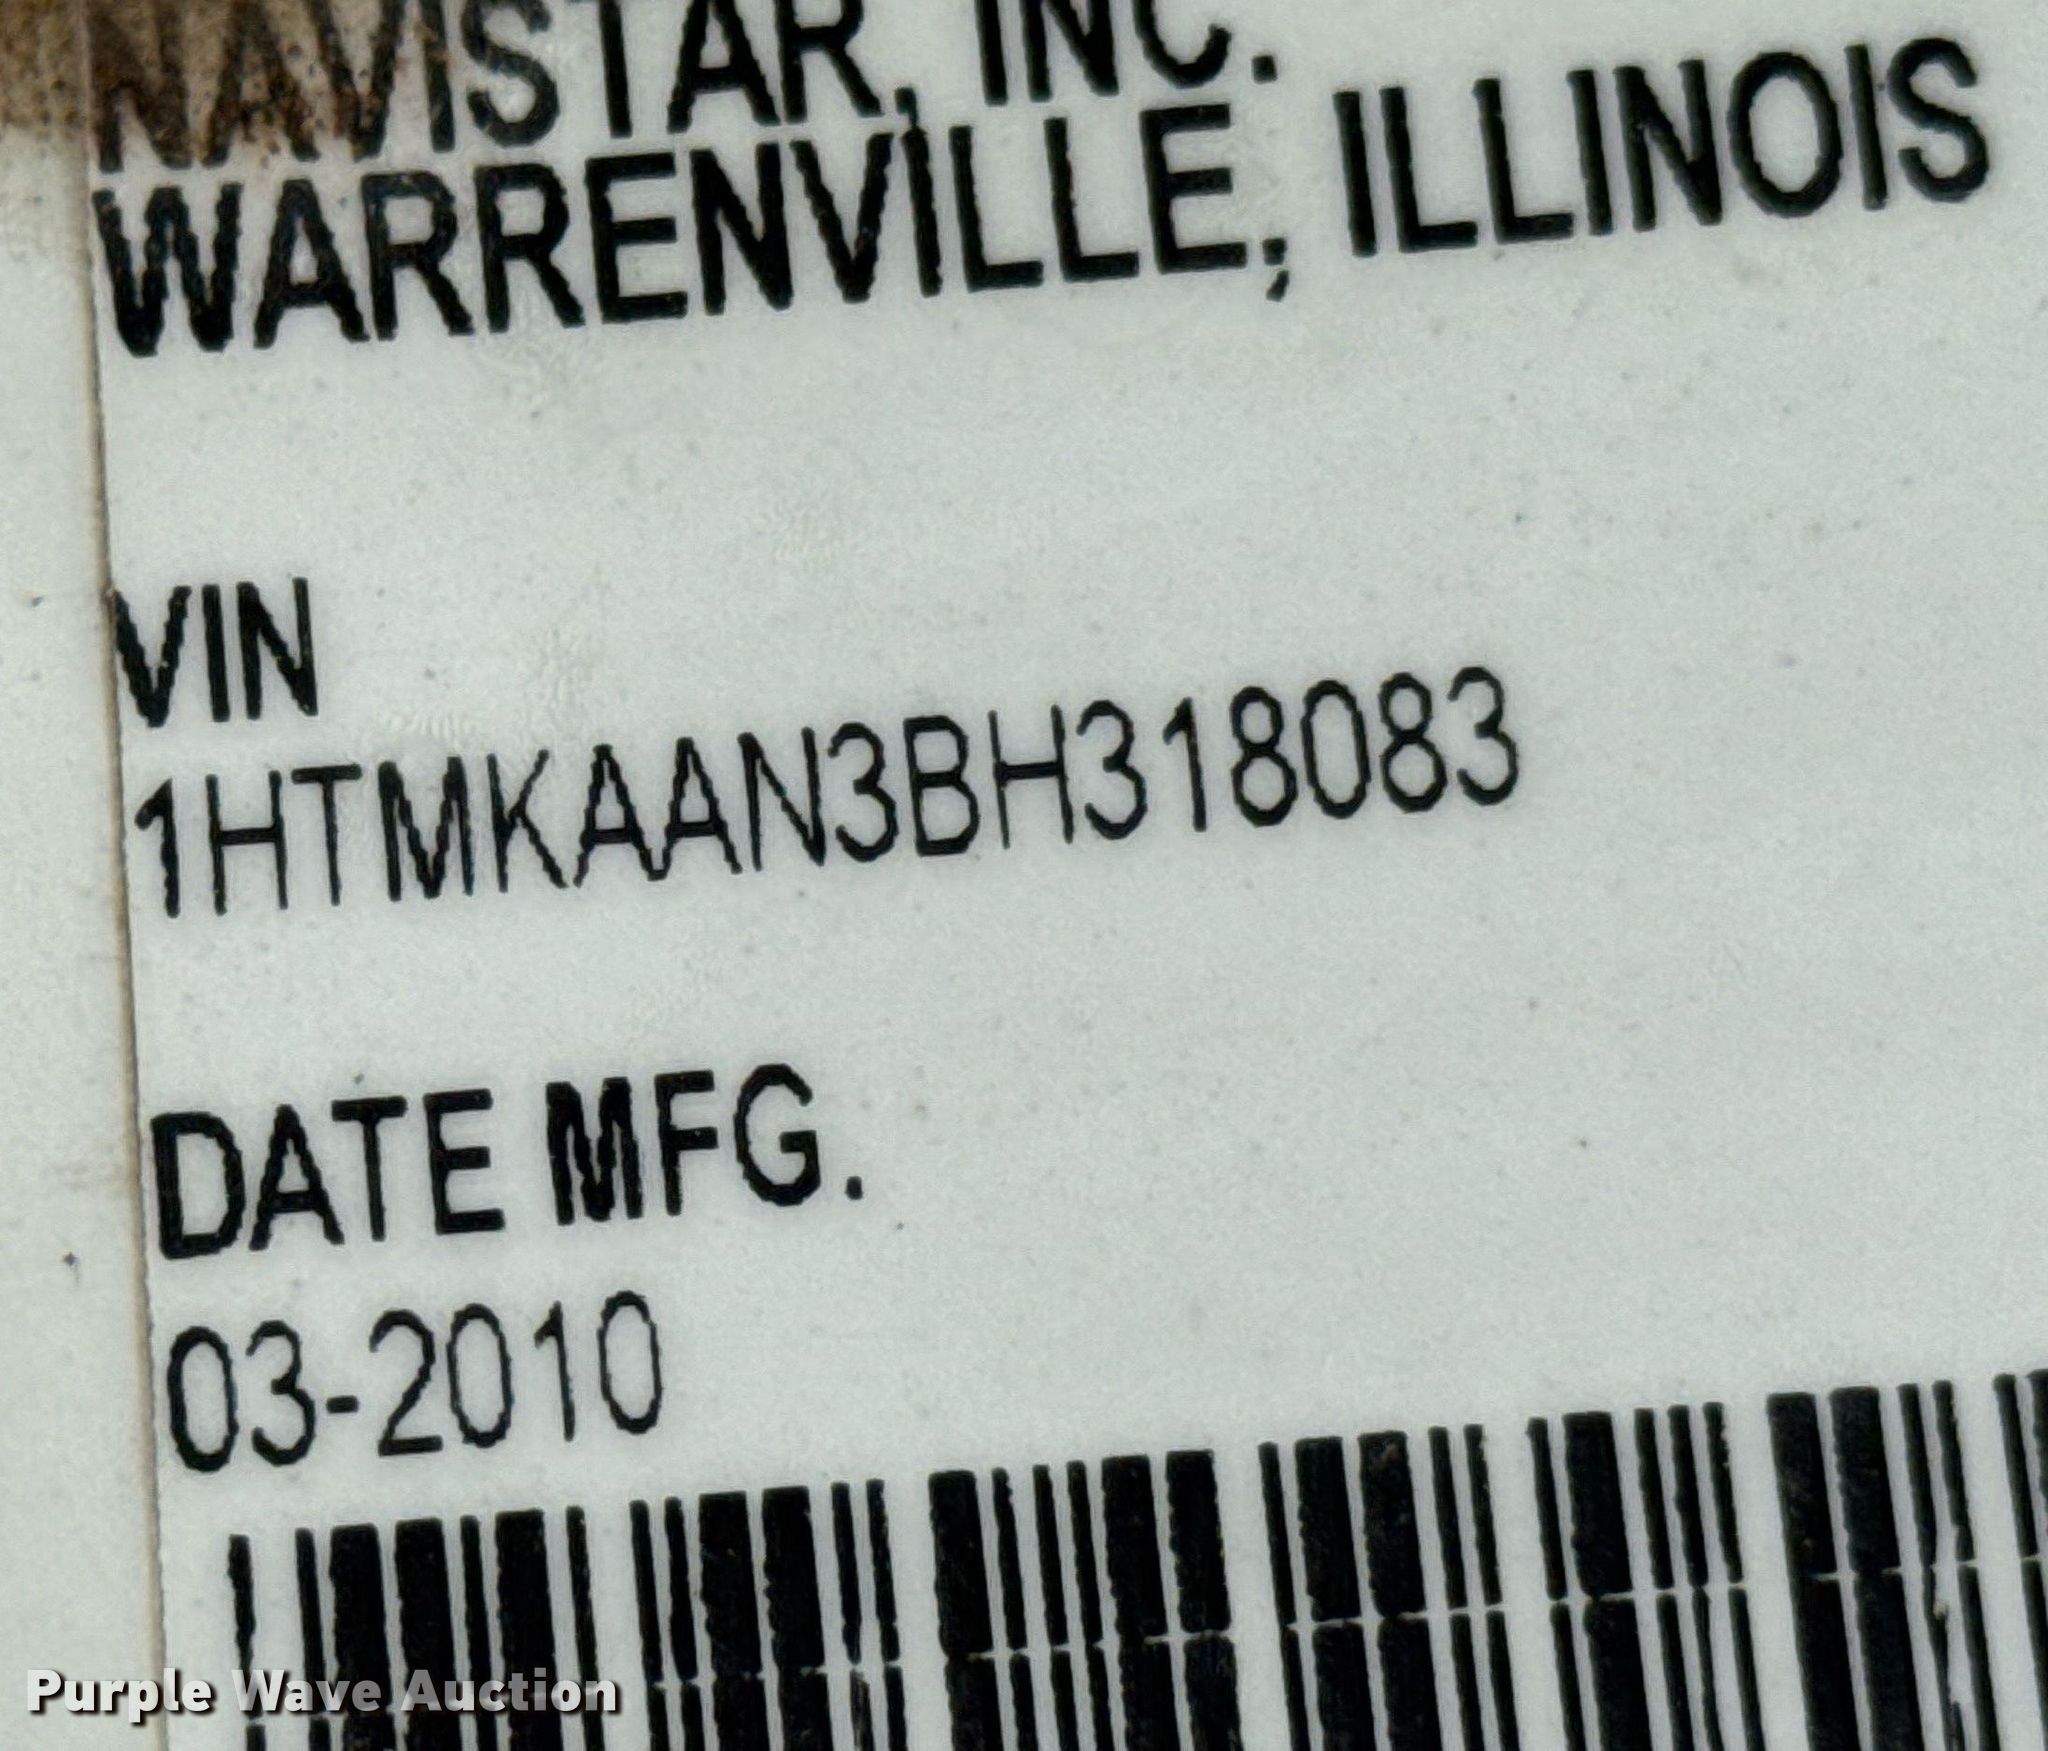 NAVISTAR, INC.
WARRENVILLE, ILLINOIS
VIN
1HTMKAAN3BH318083
DATE MFG.
03-2010
Purple Wave Auction